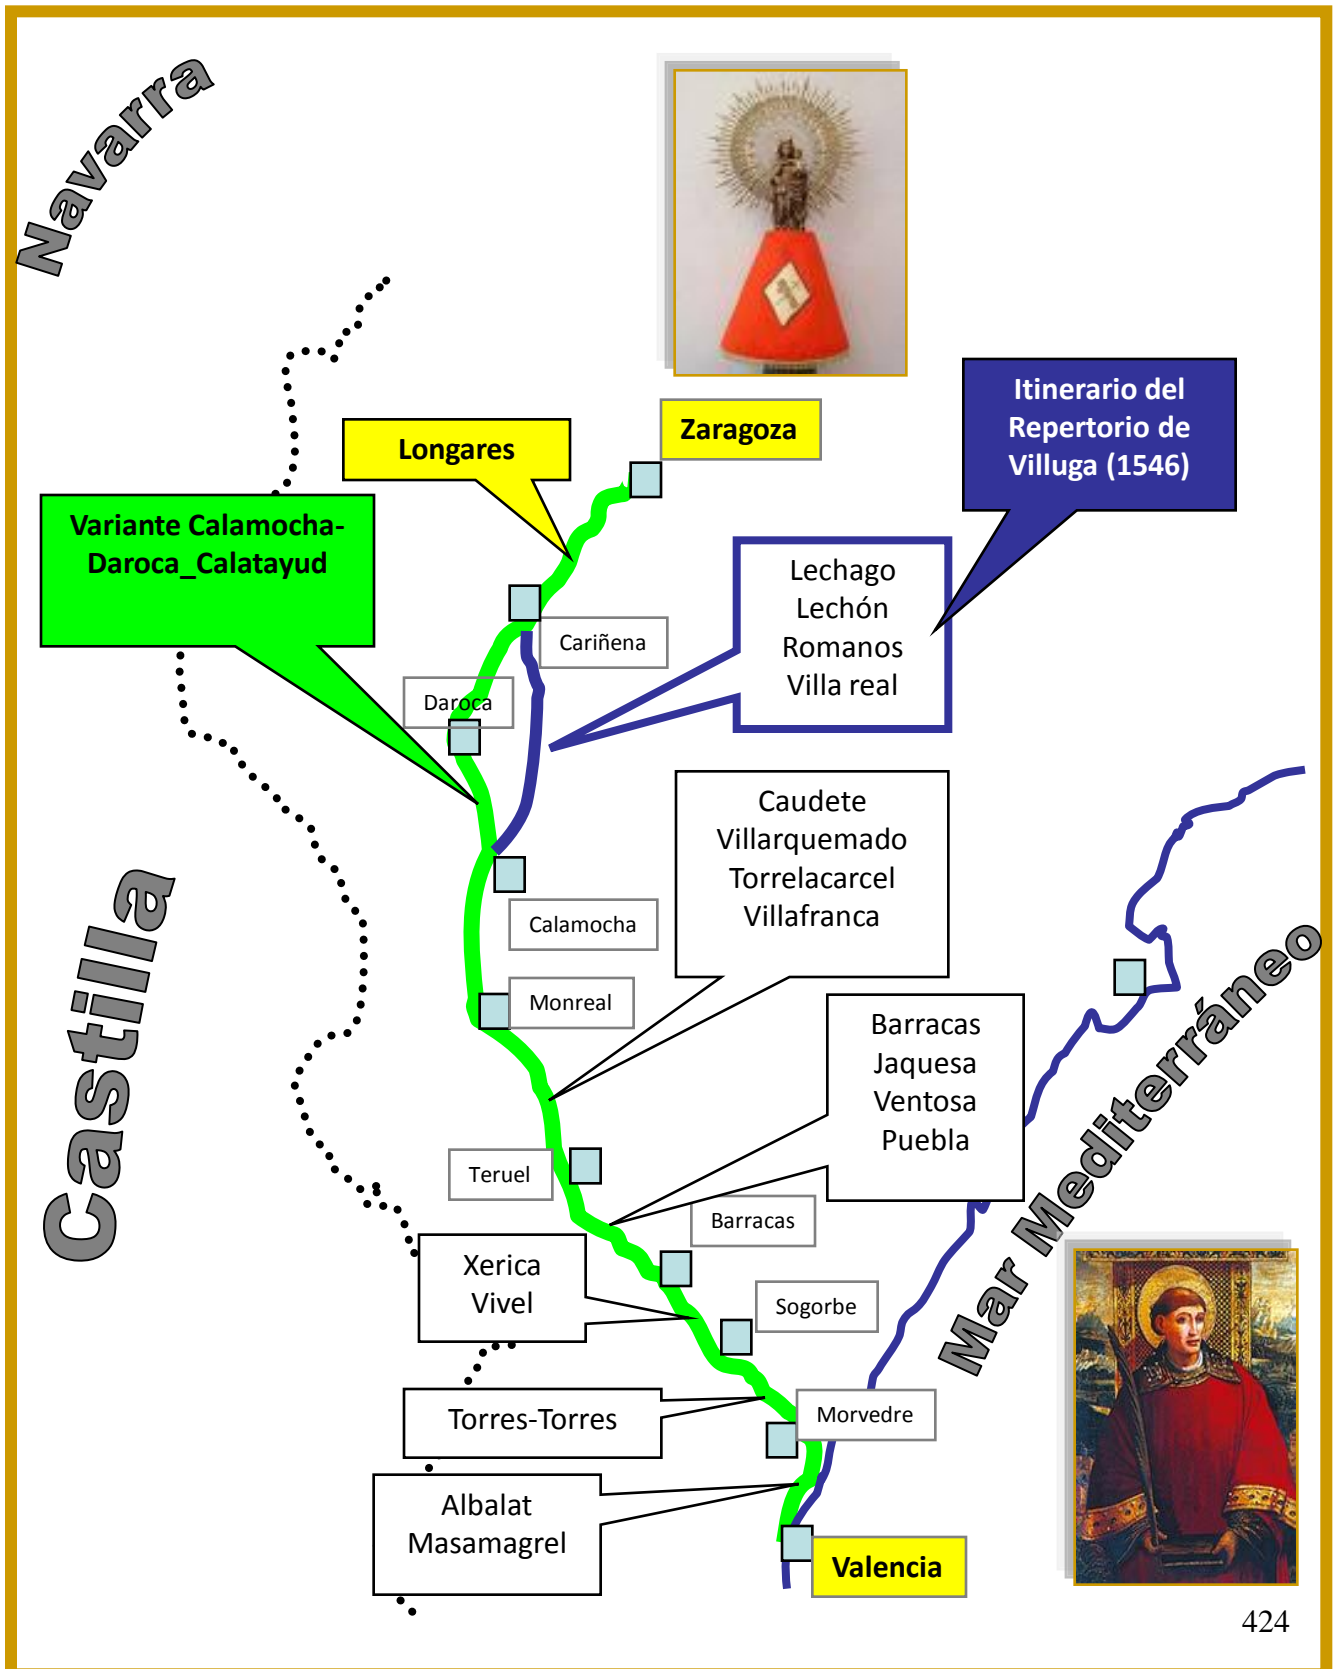 Navarra
Zaragoza
Longares
Itinerario del
Repertorio de
Villuga (1546)
Variante Calamocha-
Daroca_Calatayud
Lechago
Lechón
Romanos
Villa real
Cariñena
Daroca
Caudete
Villarquemado
Torrelacarcel
Villafranca
Castilla
Calamocha
Monreal
Mar Mediterráneo
Barracas
Jaquesa
Ventosa
Puebla
Teruel
Barracas
Xerica
Vivel
Sogorbe
Torres-Torres
Morvedre
Albalat
Masamagrel
Valencia
424